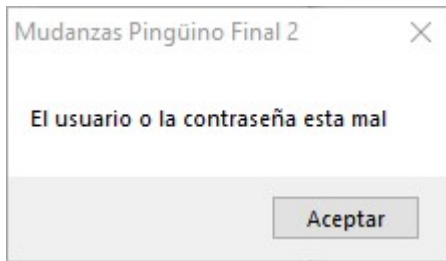 Mudanzas Pingüino Final 2
El usuario o la contraseña esta mal
Aceptar